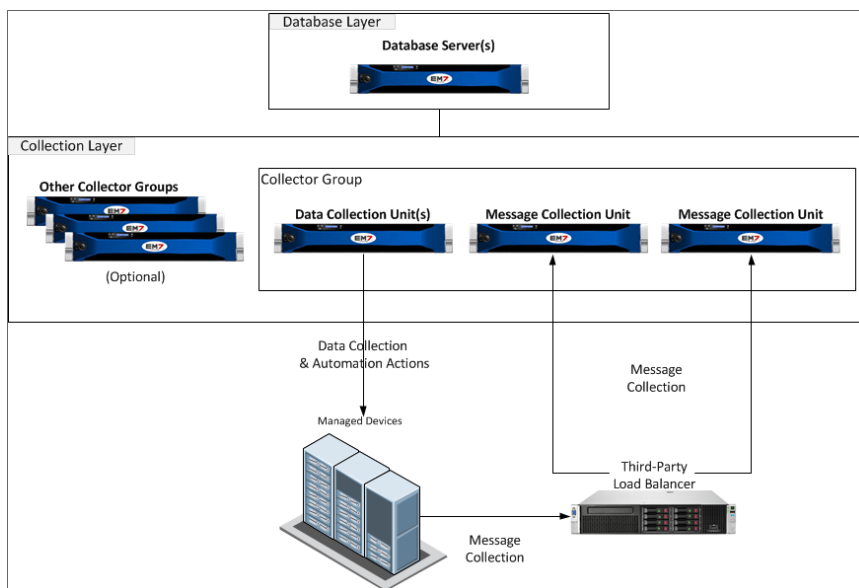 Database Layer
Database Server(s)
EM7
Collection Layer
Other Collector Groups
EM7
EM7
EM7
(Optional)
Collector Group
Data Collection Unit(s)
EM7
Message Collection Unit
EM7
Message Collection Unit
EM7
Data Collection
& Automation Actions
Message
Collection
Managed Devices
Third-Party
Load Balancer
Message
Collection